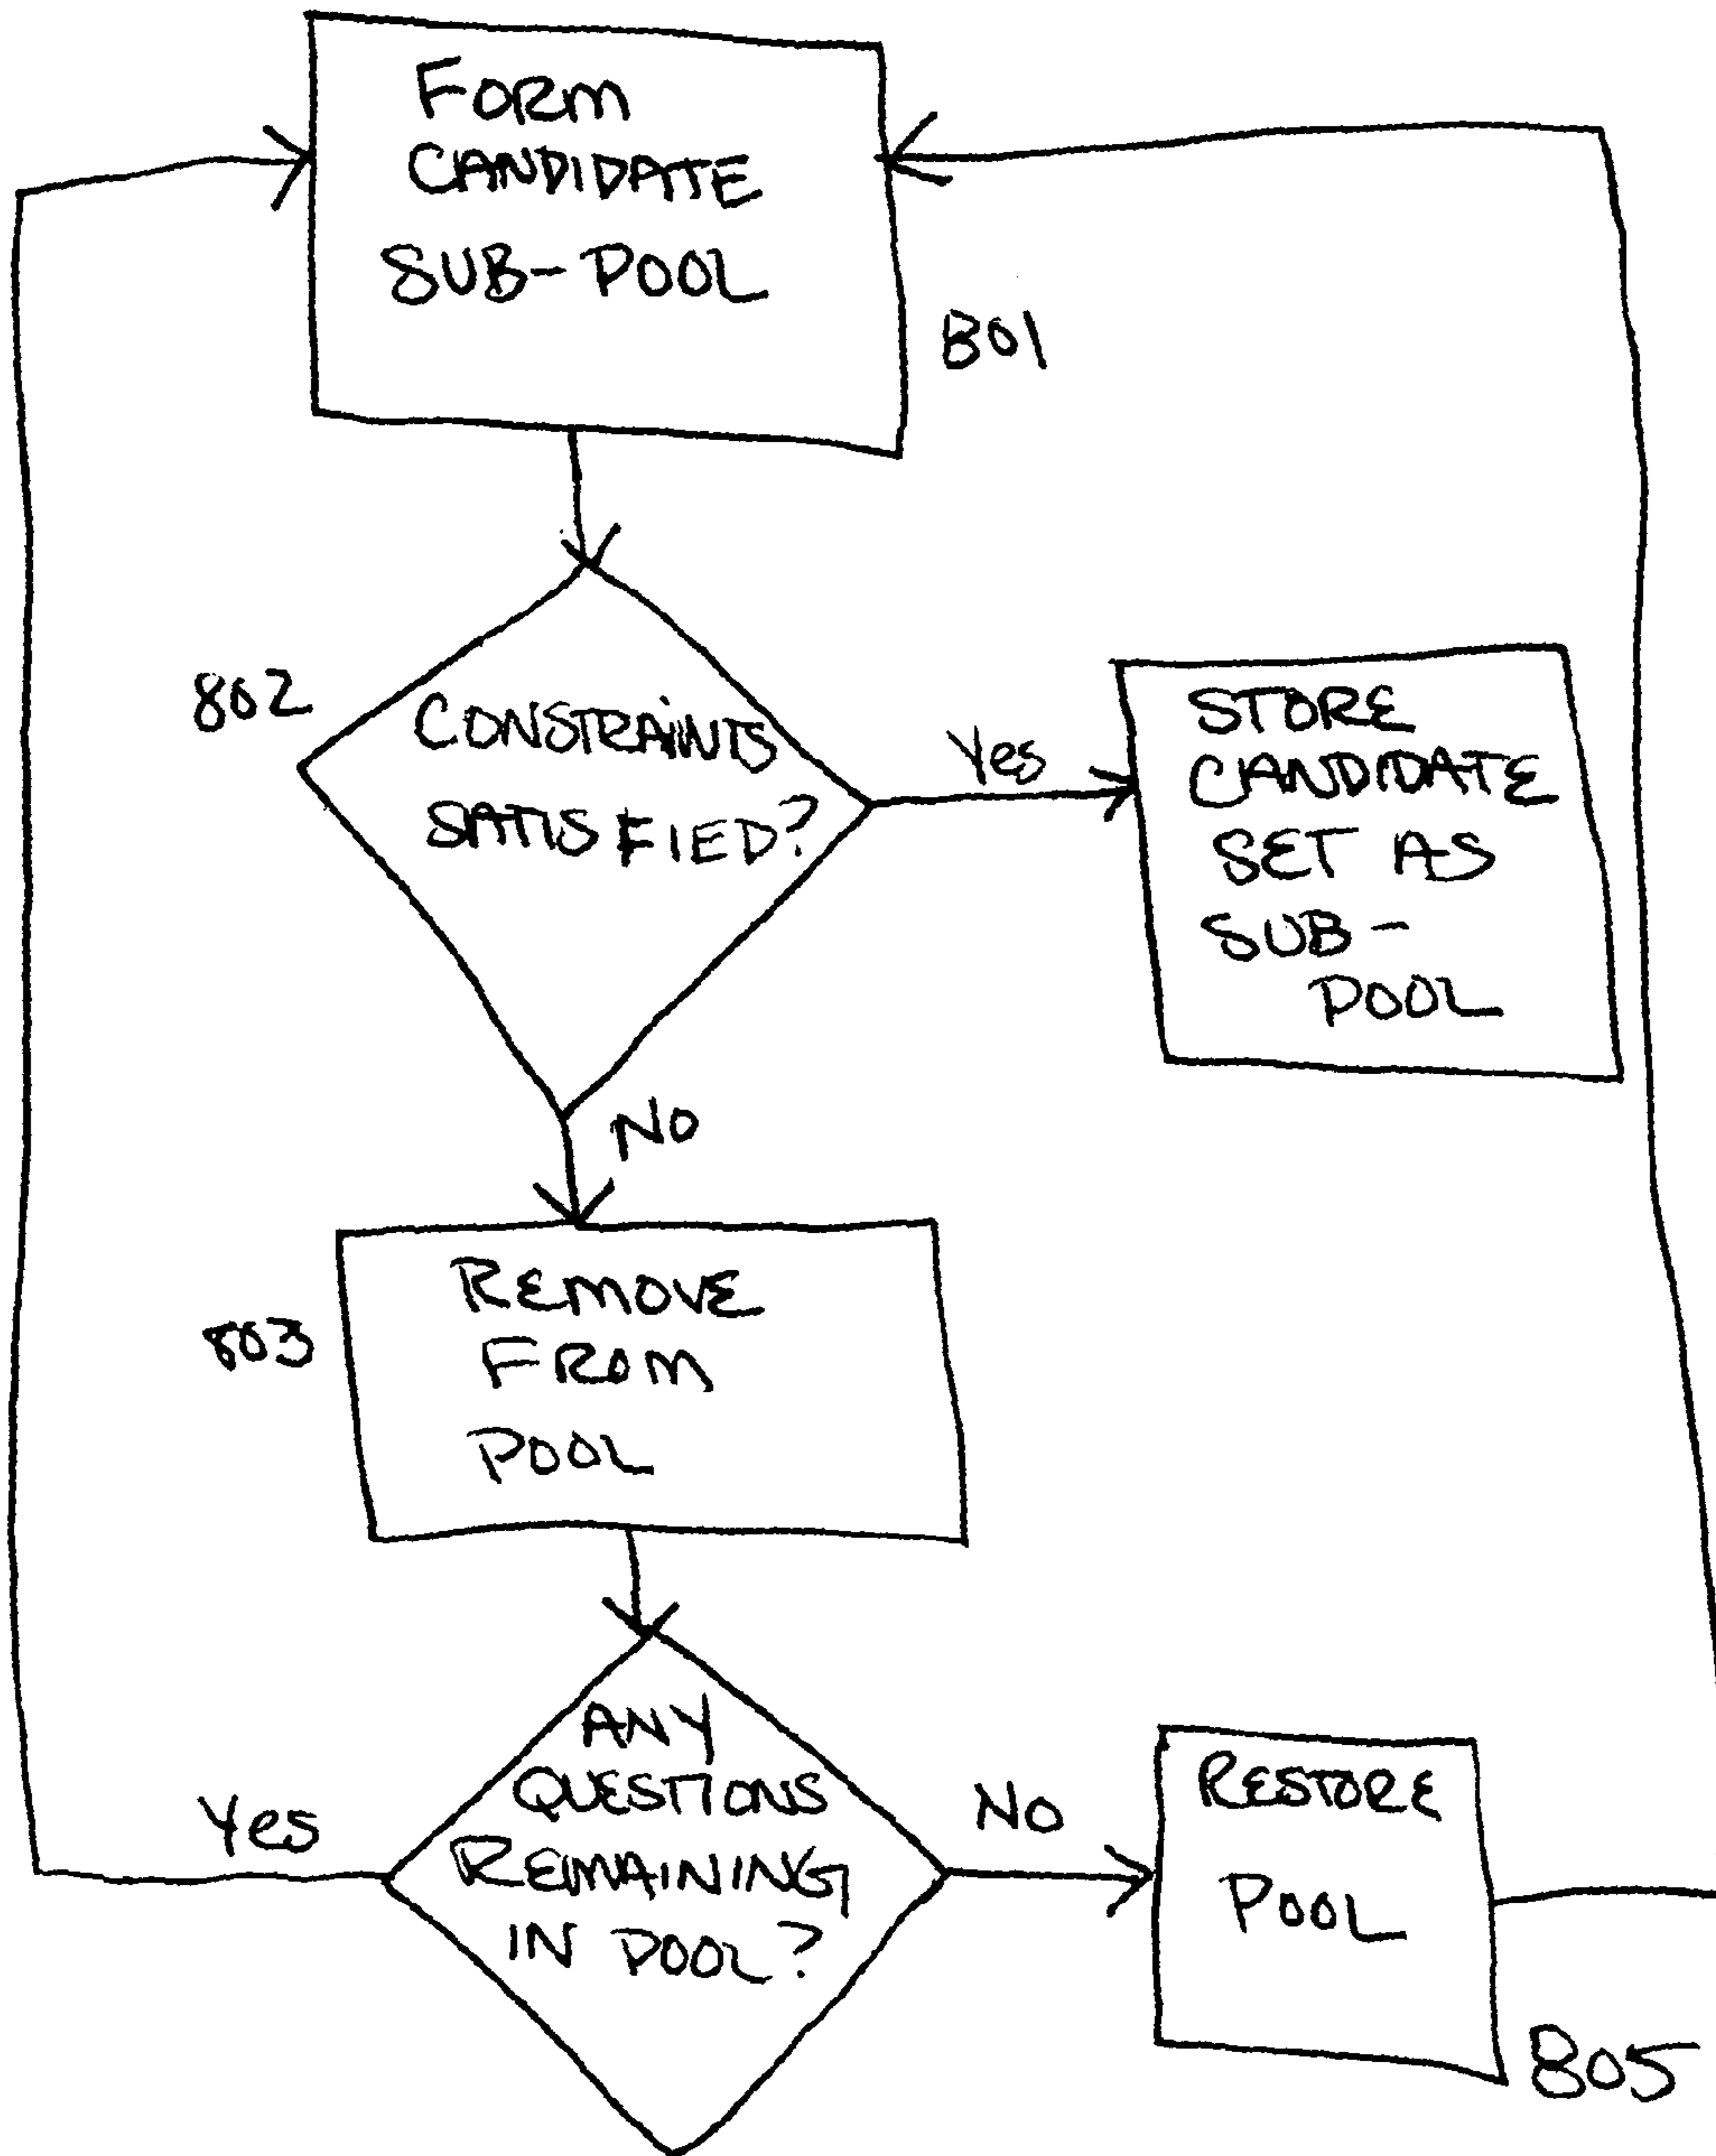 FORM
CANDIDATE
SUB-POOL
801
802
CONSTRAINTS
SATISFIED?
Yes
STORE
CANDIDATE
SET AS
SUB-
POOL
No
803
REMOVE
FROM
POOL
ANY
QUESTIONS
REMAINING
IN POOL?
Yes
No
RESTORE
POOL
805